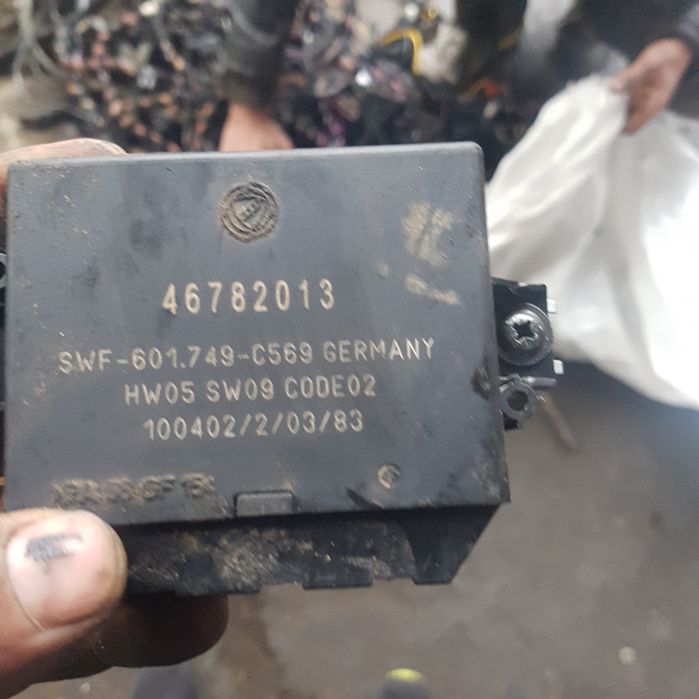 46782013
SWF-601.749-C569 GERMANY
HW05 SW09 CODE02
100402/2/03/83